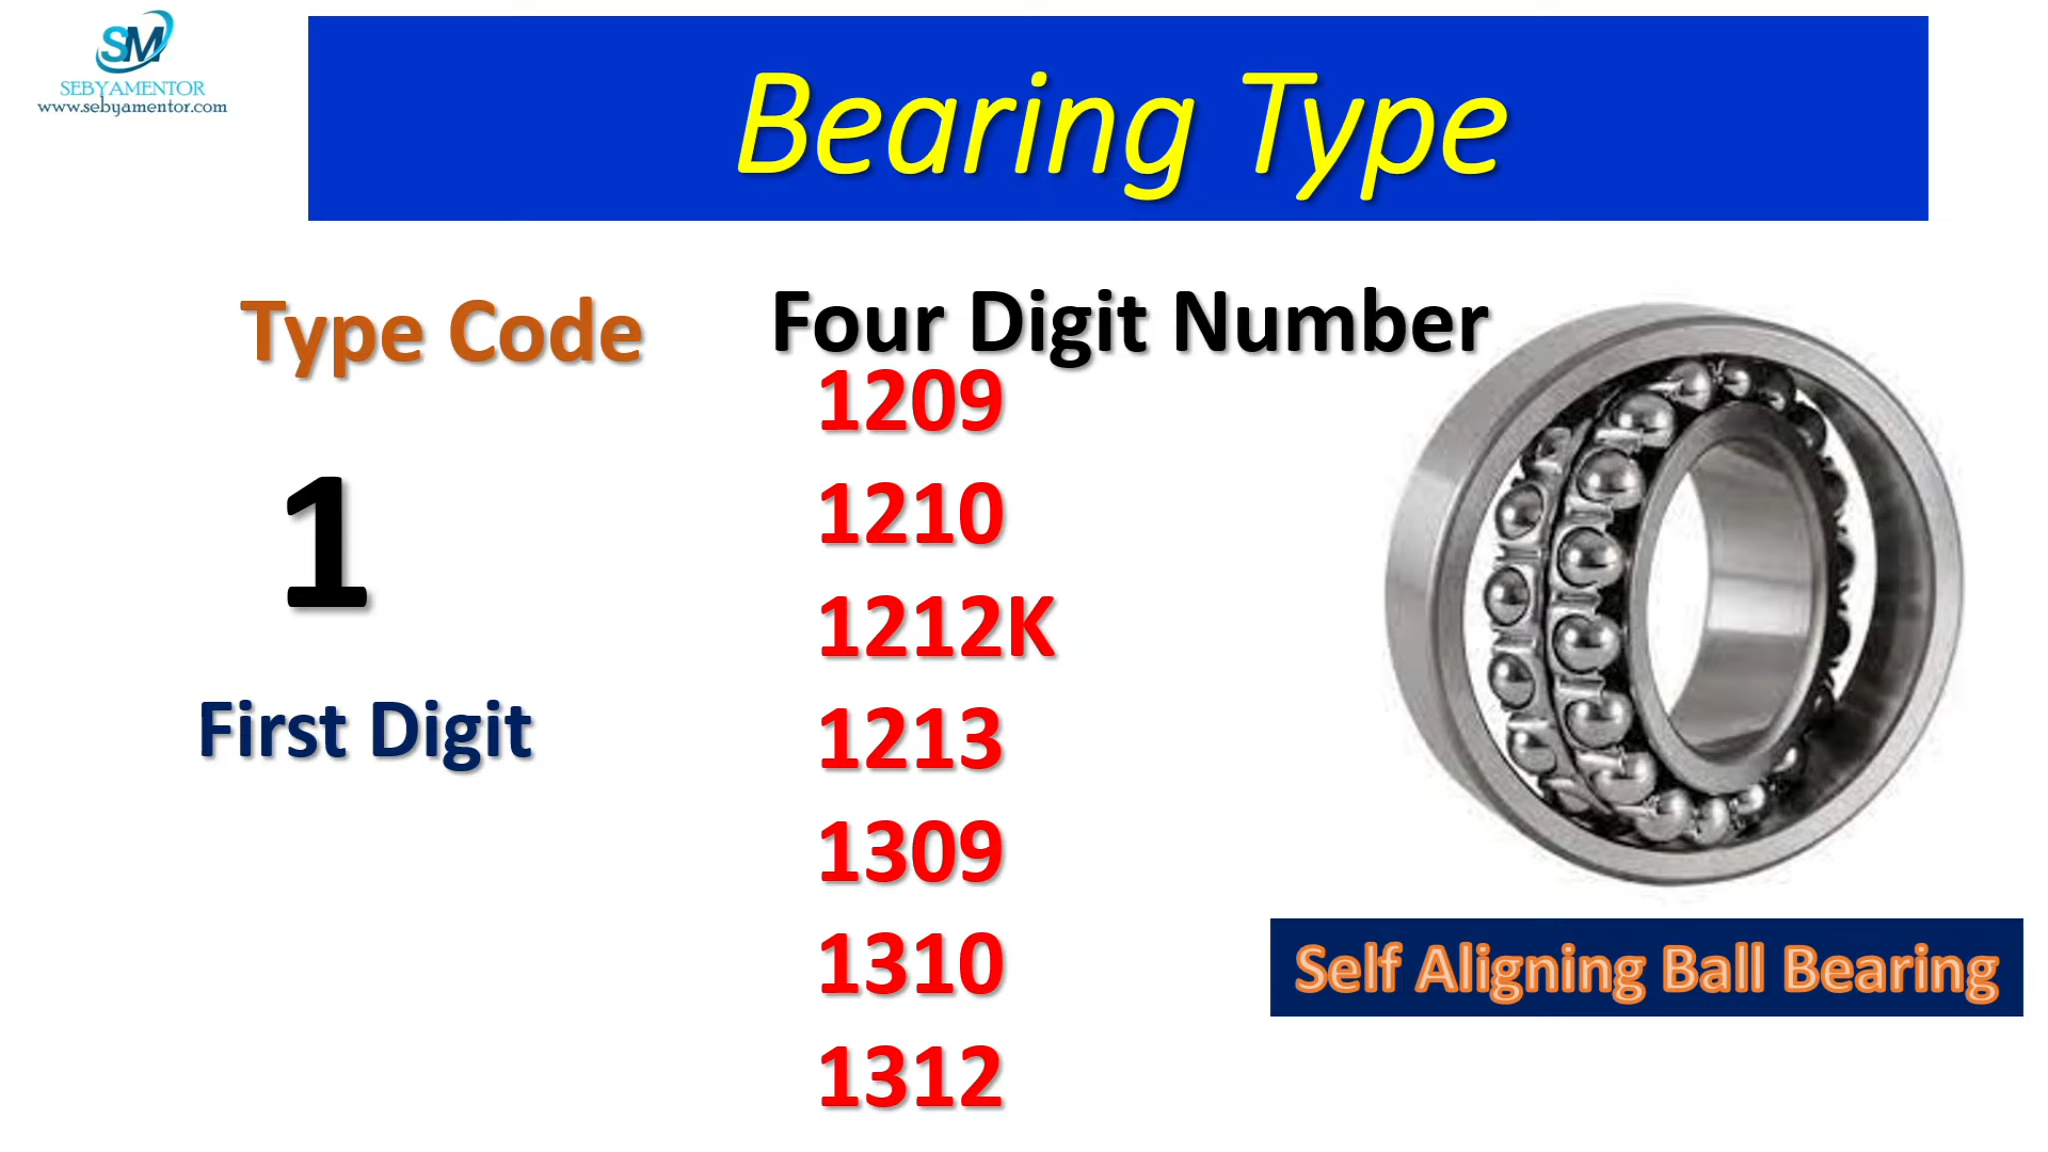 SM
SEBYAMENTOR
www.sebyamentor.com
Bearing Type
Type Code
1
First Digit
Four Digit Number
1209
1210
1212K
1213
1309
1310
1312
Self Aligning Ball Bearing